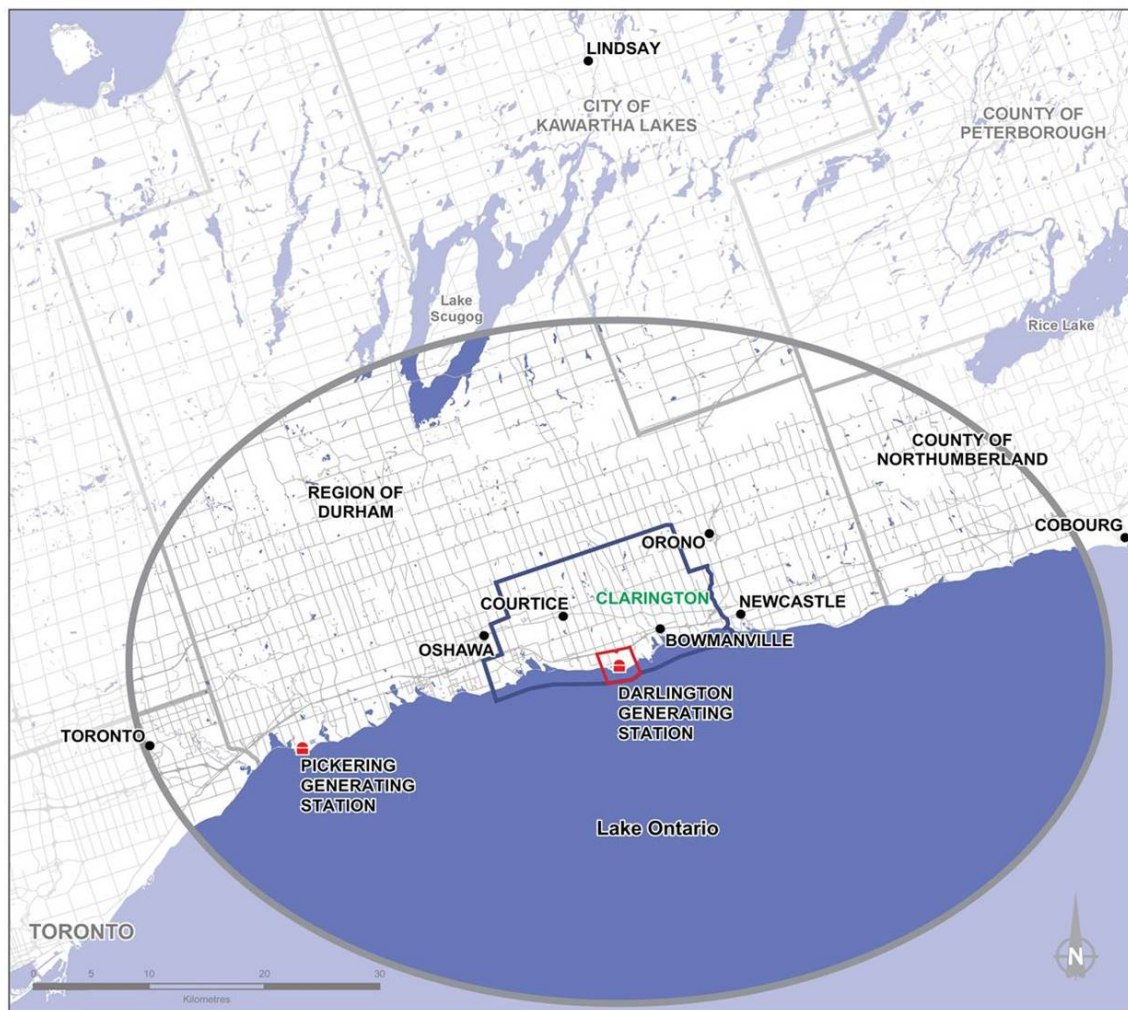 LINDSAY
CITY OF
KAWARTHA LAKES
COUNTY OF
PETERBOROUGH
Lake
Scugog
Rice Lake
COUNTY OF
NORTHUMBERLAND
REGION OF
DURHAM
COBOURG
ORONO
COURTICE
CLARINGTON
NEWCASTLE
OSHAWA
BOWMANVILLE
DARLINGTON
GENERATING
STATION
TORONTO
PICKERING
GENERATING
STATION
Lake Ontario
TORONTO
N
0 5 10 20 30
Kilometres